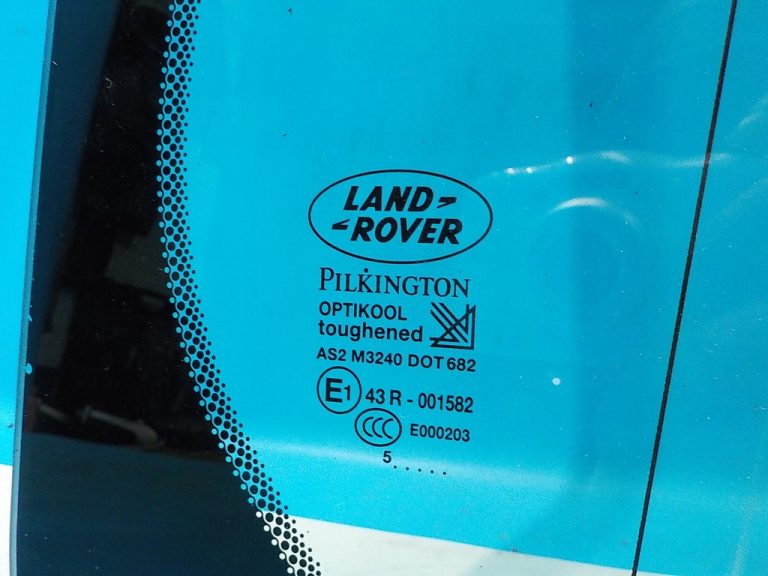 LAND
ROVER
PILKINGTON
OPTIKOOL
toughened
AS2 M3240 DOT 682
E1 43 R - 001582
CCC E000203
5 . . . . .